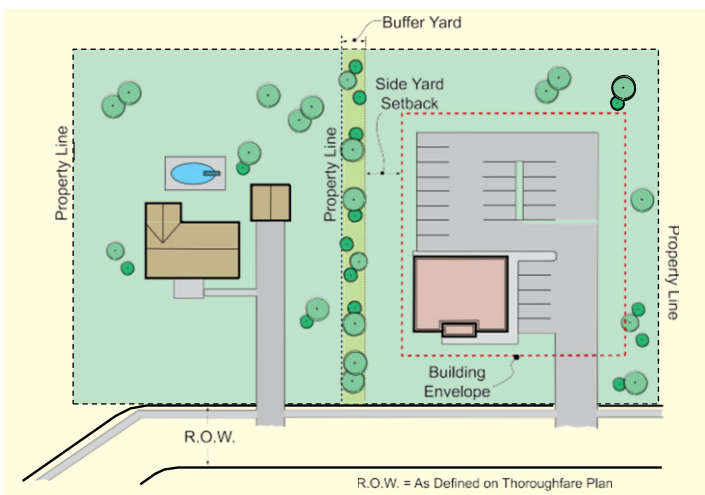 Buffer Yard
Side Yard
Setback
Property Line
Property Line
Property Line
Building
Envelope
R.O.W.
R.O.W. = As Defined on Thoroughfare Plan